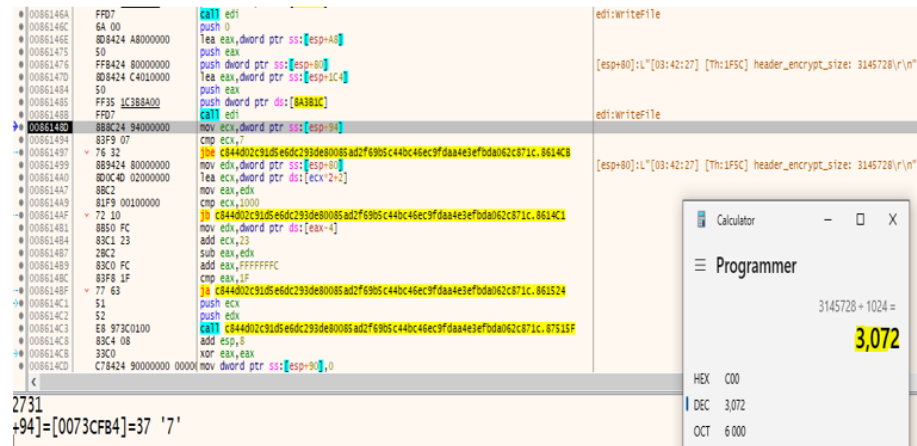 0086146A FFD7 call edi edi:WriteFile
0086146C 6A 00 push 0
0086146E 8D8424 A8000000 lea eax,dword ptr ss:[esp+A8]
00861475 50 push eax
00861476 FFB424 80000000 push dword ptr ss:[esp+80] [esp+80]:L"[03:42:27] [Th:1F5C] header_encrypt_size: 3145728\r\n"
0086147D 8D8424 C4010000 lea eax,dword ptr ss:[esp+1C4]
00861484 50 push eax
00861485 FF35 1C3B8A00 push dword ptr ds:[8A3B1C]
0086148B FFD7 call edi edi:WriteFile
0086148D 8B8C24 94000000 mov ecx,dword ptr ss:[esp+94]
00861494 83F9 07 cmp ecx,7
00861497 76 32 jbe c844d02c91d5e6dc293de80085ad2f69b5c44bc46ec9fdaa4e3efbda062c871c.8614CB
00861499 8B9424 80000000 mov edx,dword ptr ss:[esp+80] [esp+80]:L"[03:42:27] [Th:1F5C] header_encrypt_size: 3145728\r\n"
008614A0 8D0C4D 02000000 lea ecx,dword ptr ds:[ecx*2+2]
008614A7 8BC2 mov eax,edx
008614A9 81F9 00100000 cmp ecx,1000
008614AF 72 10 jb c844d02c91d5e6dc293de80085ad2f69b5c44bc46ec9fdaa4e3efbda062c871c.8614C1
008614B1 8B50 FC mov edx,dword ptr ds:[eax-4]
008614B4 83C1 23 add ecx,23
008614B7 2BC2 sub eax,edx
008614B9 83C0 FC add eax,FFFFFFFC
008614BC 83F8 1F cmp eax,1F
008614BF 77 63 ja c844d02c91d5e6dc293de80085ad2f69b5c44bc46ec9fdaa4e3efbda062c871c.861524
008614C1 51 push ecx
008614C2 52 push edx
008614C3 E8 973C0100 call c844d02c91d5e6dc293de80085ad2f69b5c44bc46ec9fdaa4e3efbda062c871c.87515F
008614C8 83C4 08 add esp,8
008614CB 33C0 xor eax,eax
008614CD C78424 90000000 0000 mov dword ptr ss:[esp+90],0
2731
+94]=[0073CFB4]=37 '7'
Calculator
Programmer
3145728 ÷ 1024 =
3,072
HEX C00
DEC 3,072
OCT 6 000